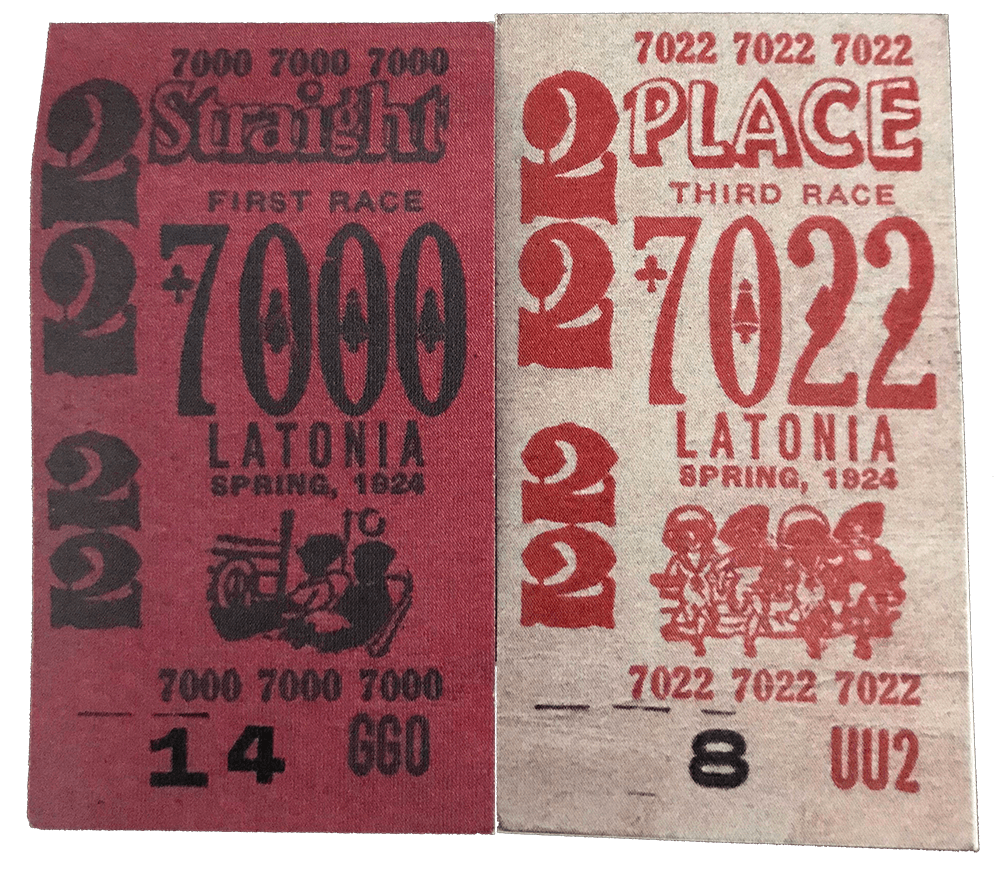 7000 7000 7000
2 Straight
FIRST RACE
2 7000
LATONIA
SPRING, 1924
2
2
7000 7000 7000
14 GGO
7022 7022 7022
2 PLACE
THIRD RACE
2 7022
LATONIA
SPRING, 1924
2
2
7022 7022 7022
8 UU2